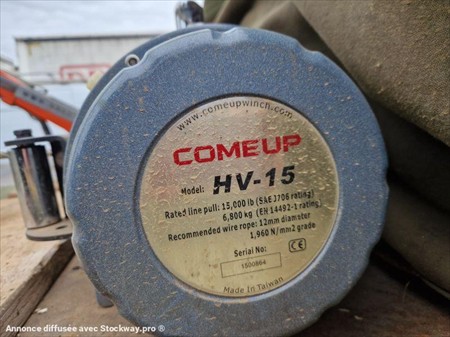 www.comeupwinch.com
COMEUP
Model: HV-15
Rated line pull: 15,000 lb (SAE J706 rating)
6,800 kg (EN 14492-1 rating)
Recommended wire rope: 12mm diameter
1,960 N/mm2 grade
Serial No:
CE
1500864
Made in Taiwan
Annonce diffusée avec Stockway.pro ®